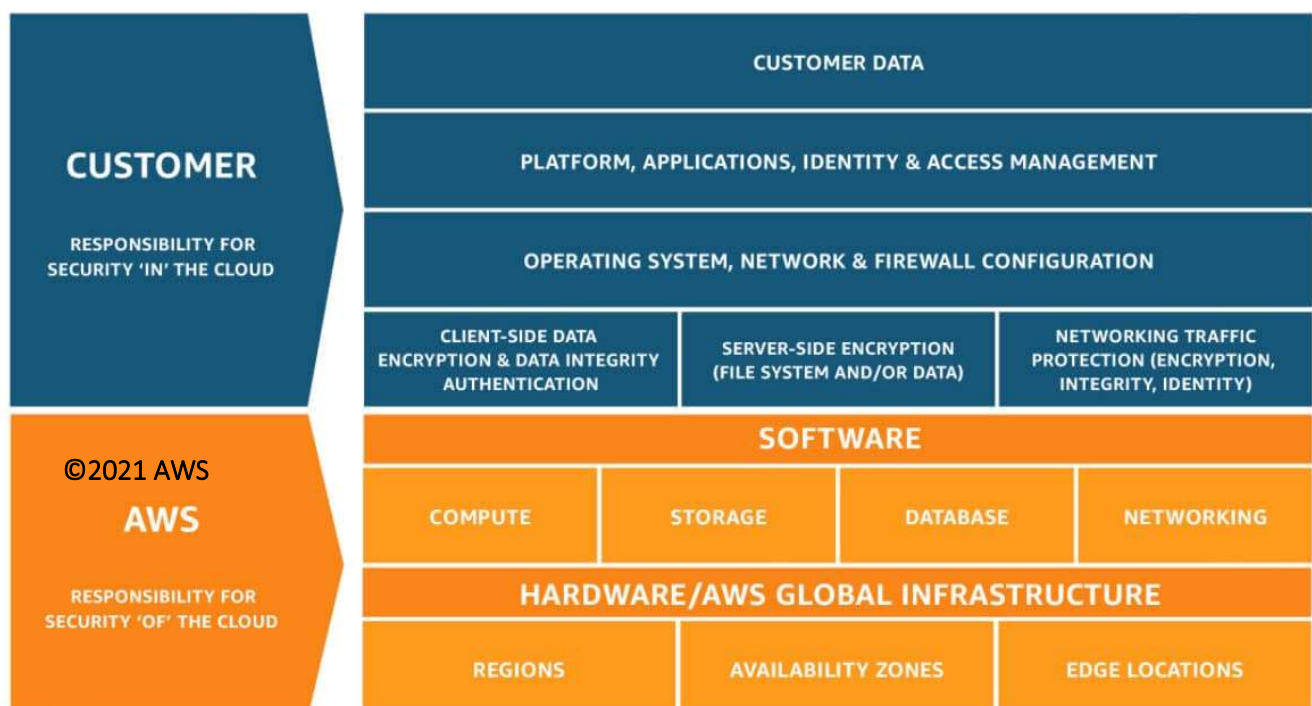 CUSTOMER DATA
PLATFORM, APPLICATIONS, IDENTITY & ACCESS MANAGEMENT
CUSTOMER
RESPONSIBILITY FOR
SECURITY ‘IN’ THE CLOUD
OPERATING SYSTEM, NETWORK & FIREWALL CONFIGURATION
CLIENT-SIDE DATA
ENCRYPTION & DATA INTEGRITY
AUTHENTICATION
SERVER-SIDE ENCRYPTION
(FILE SYSTEM AND/OR DATA)
NETWORKING TRAFFIC
PROTECTION (ENCRYPTION,
INTEGRITY, IDENTITY)
©2021 AWS
AWS
RESPONSIBILITY FOR
SECURITY ‘OF’ THE CLOUD
SOFTWARE
COMPUTE
STORAGE
DATABASE
NETWORKING
HARDWARE/AWS GLOBAL INFRASTRUCTURE
REGIONS
AVAILABILITY ZONES
EDGE LOCATIONS